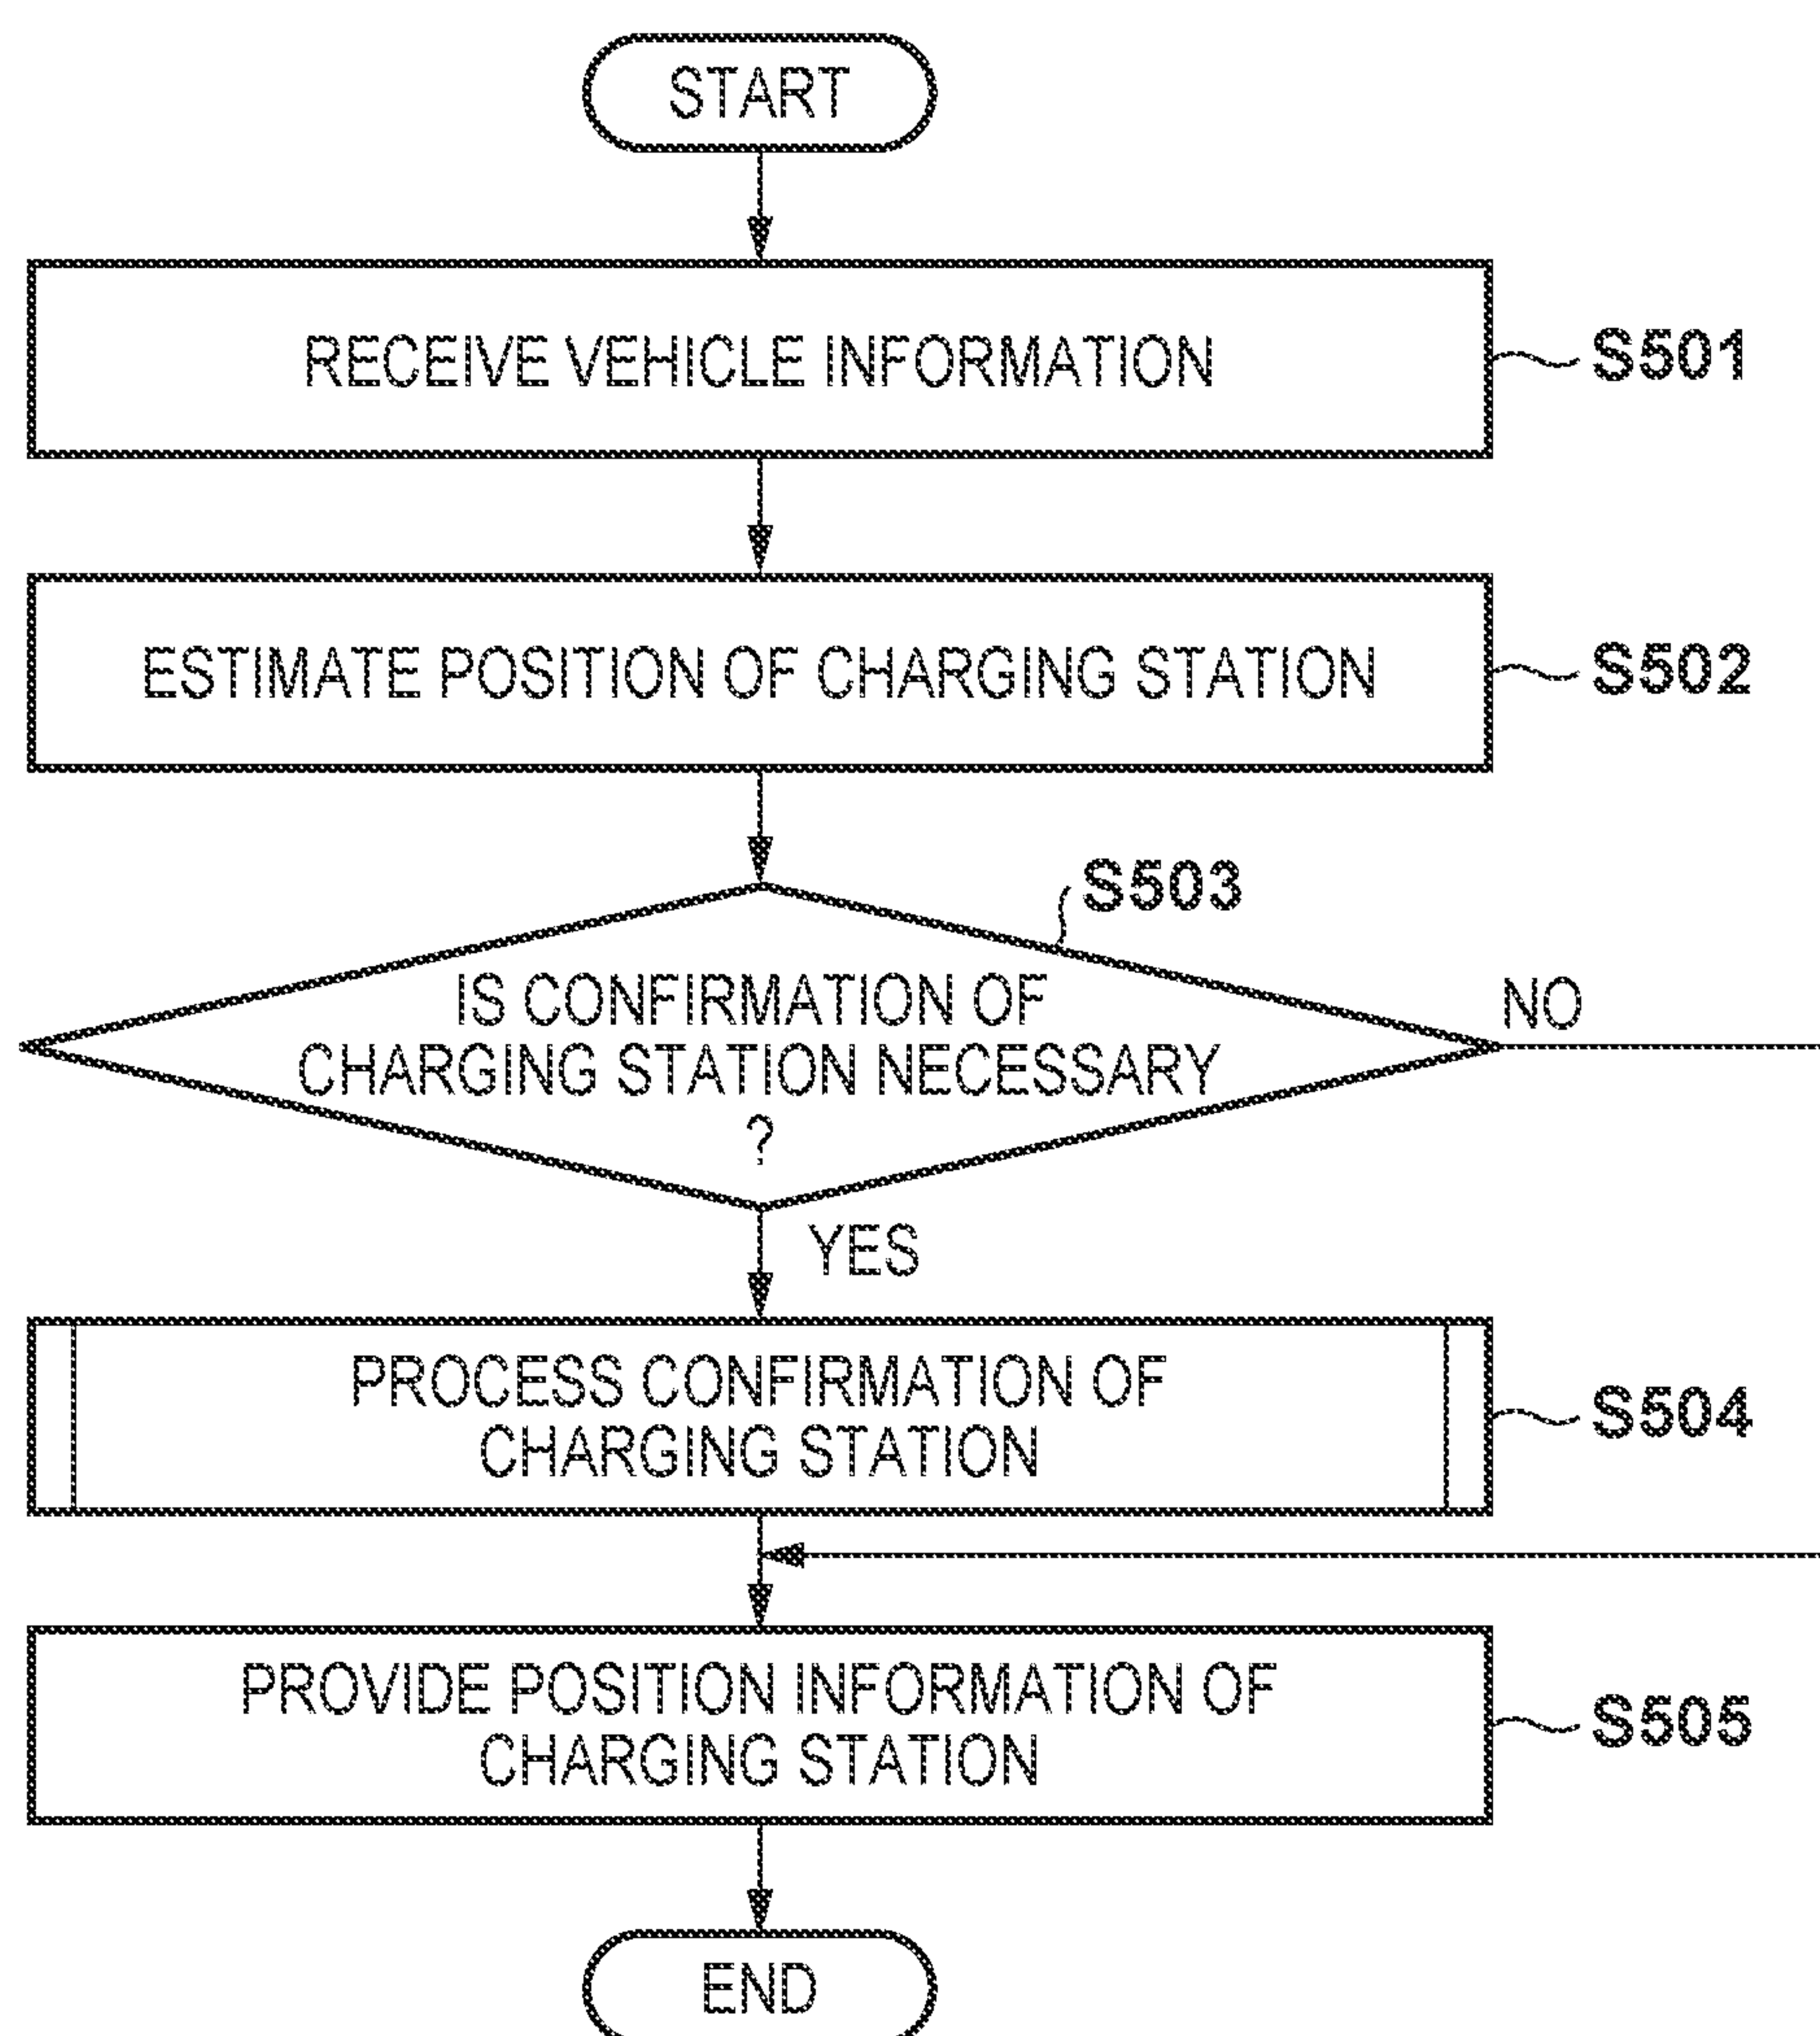 START
RECEIVE VEHICLE INFORMATION
S501
ESTIMATE POSITION OF CHARGING STATION
S502
S503
IS CONFIRMATION OF
CHARGING STATION NECESSARY
?
NO
YES
PROCESS CONFIRMATION OF
CHARGING STATION
S504
PROVIDE POSITION INFORMATION OF
CHARGING STATION
S505
END